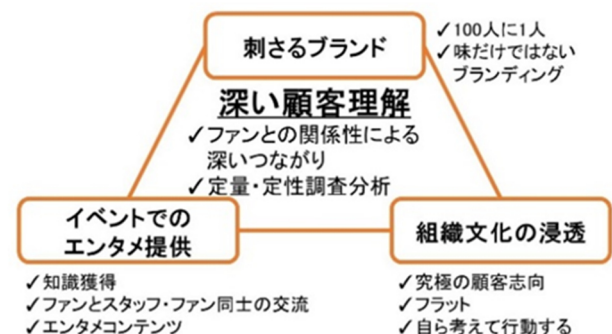 刺さるブランド
✓100人に1人
✓味だけではない
ブランディング
深い顧客理解
✓ファンとの関係性による
深いつながり
✓定量・定性調査分析
イベントでの
エンタメ提供
✓知識獲得
✓ファンとスタッフ・ファン同士の交流
✓エンタメコンテンツ
組織文化の浸透
✓究極の顧客志向
✓フラット
✓自ら考えて行動する